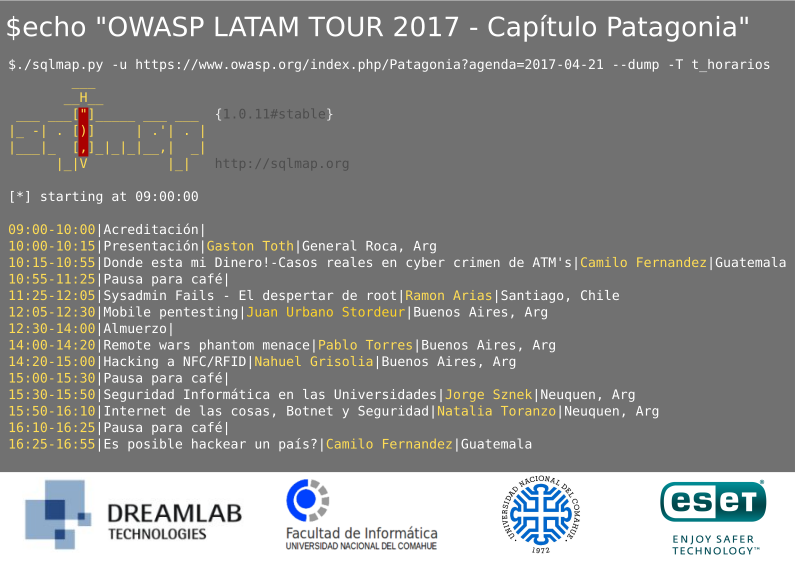 $echo "OWASP LATAM TOUR 2017 - Capítulo Patagonia"
$./sqlmap.py -u https://www.owasp.org/index.php/Patagonia?agenda=2017-04-21 --dump -T t_horarios
       ___
      __H__
___ ___["]_____ ___ ___  {1.0.11#stable}
|_ -| . [)]     | .'| . |
|___|_  [,]_|_|_|__,|  _|
      |_|V          |_|   http://sqlmap.org
[*] starting at 09:00:00
09:00-10:00|Acreditación|
10:00-10:15|Presentación|Gaston Toth|General Roca, Arg
10:15-10:55|Donde esta mi Dinero!-Casos reales en cyber crimen de ATM's|Camilo Fernandez|Guatemala
10:55-11:25|Pausa para café|
11:25-12:05|Sysadmin Fails - El despertar de root|Ramon Arias|Santiago, Chile
12:05-12:30|Mobile pentesting|Juan Urbano Stordeur|Buenos Aires, Arg
12:30-14:00|Almuerzo|
14:00-14:20|Remote wars phantom menace|Pablo Torres|Buenos Aires, Arg
14:20-15:00|Hacking a NFC/RFID|Nahuel Grisolia|Buenos Aires, Arg
15:00-15:30|Pausa para café|
15:30-15:50|Seguridad Informática en las Universidades|Jorge Sznek|Neuquen, Arg
15:50-16:10|Internet de las cosas, Botnet y Seguridad|Natalia Toranzo|Neuquen, Arg
16:10-16:25|Pausa para café|
16:25-16:55|Es posible hackear un país?|Camilo Fernandez|Guatemala
DREAMLAB
TECHNOLOGIES
Facultad de Informática
UNIVERSIDAD NACIONAL DEL COMAHUE
UNIVERSIDAD NACIONAL DEL COMAHUE
1972
eseT®
ENJOY SAFER
TECHNOLOGY™